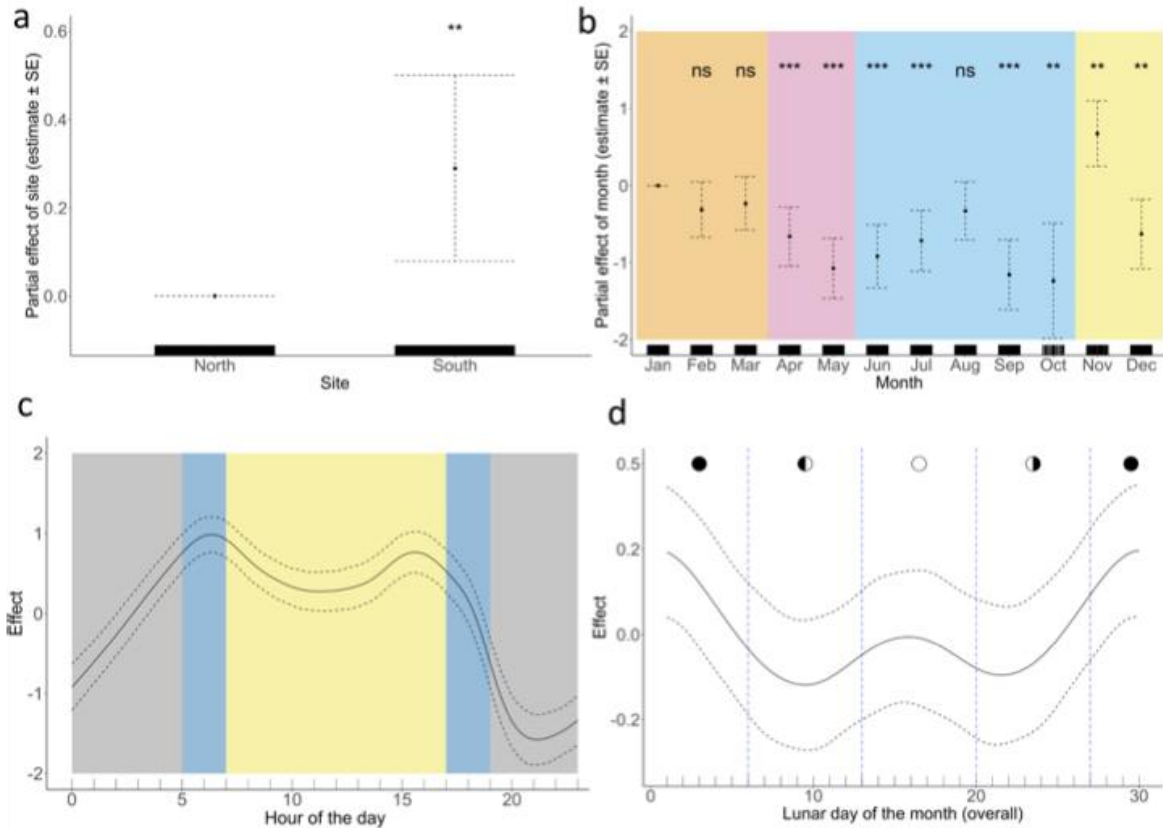 a
Partial effect of site (estimate ± SE)
0.6
0.4
0.2
0.0
**
North South
Site
b
Partial effect of month (estimate ± SE)
2
1
0
-1
-2
ns ns *** *** *** *** ns *** ** ** **
Jan Feb Mar Apr May Jun Jul Aug Sep Oct Nov Dec
Month
c
Effect
2
1
0
-1
-2
0 5 10 15 20
Hour of the day
d
Effect
0.5
0.2
0.0
-0.2
0 10 20 30
Lunar day of the month (overall)